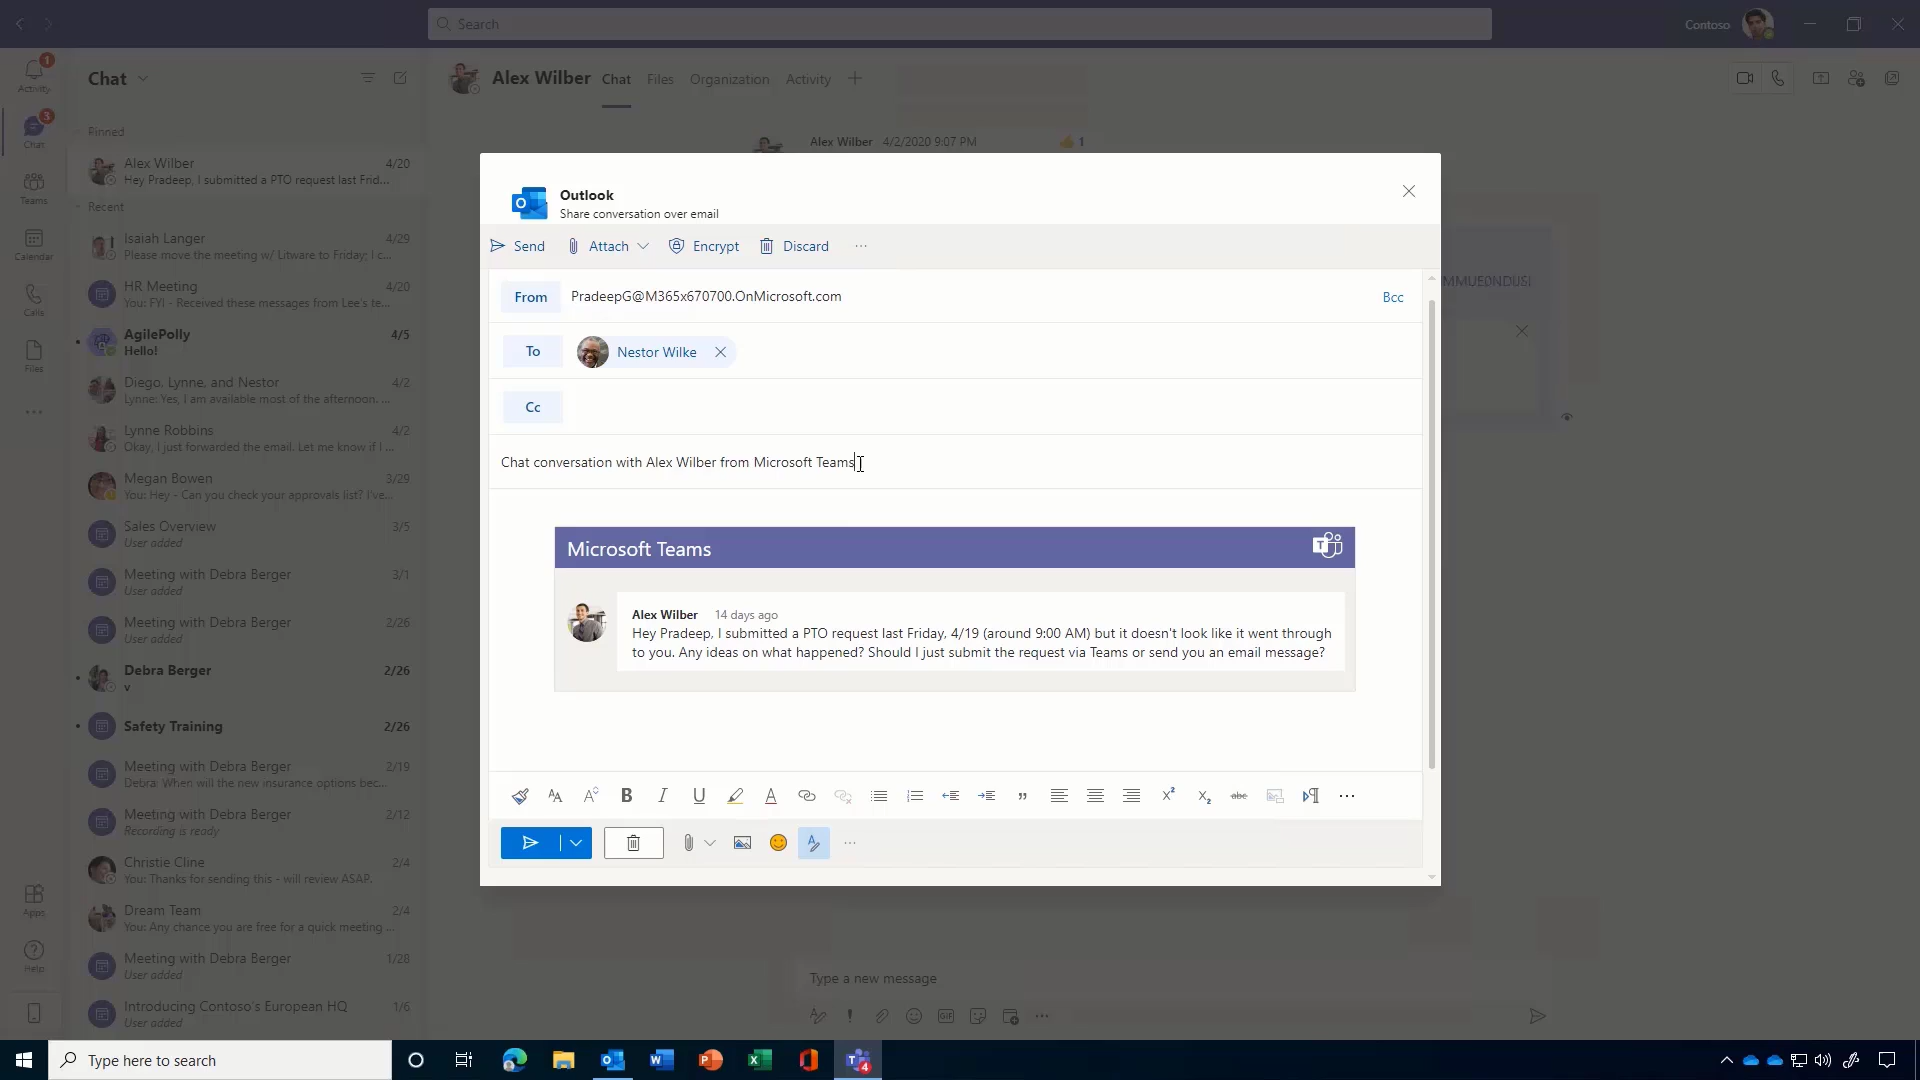 Search
Contoso
1
Activity
3
Chat
Teams
Calendar
Calls
Files
Apps
Help
Chat
Pinned
Alex Wilber 4/20
Hey Pradeep, I submitted a PTO request last Frid...
Recent
Isaiah Langer 4/29
Please move the meeting w/ Litware to Friday; I c...
HR Meeting 4/20
You: FYI - Received these messages from Lee's te...
AgilePolly 4/5
Hello!
Diego, Lynne, and Nestor 4/2
Lynne: Yes, I am available most of the afternoon. ...
Lynne Robbins 4/2
Okay, I just forwarded the email. Let me know if I ...
Megan Bowen 3/29
You: Hey - Can you check your approvals list? I've...
Sales Overview 3/5
User added
Meeting with Debra Berger 3/1
User added
Meeting with Debra Berger 2/26
User added
Debra Berger 2/26
v
Safety Training 2/26
Meeting with Debra Berger 2/19
Debra: When will the new insurance options bec...
Meeting with Debra Berger 2/12
Recording is ready
Christie Cline 2/4
You: Thanks for sending this - will review ASAP.
Dream Team 2/4
You: Any chance you are free for a quick meeting ...
Meeting with Debra Berger 1/28
User added
Introducing Contoso's European HQ 1/6
User added
Alex Wilber Chat Files Organization Activity
Alex Wilber 4/2/2020 9:07 PM 1
Outlook
Share conversation over email
Send Attach Encrypt Discard
From PradeepG@M365x670700.OnMicrosoft.com Bcc
To Nestor Wilke
Cc
Chat conversation with Alex Wilber from Microsoft Teams
Microsoft Teams
Alex Wilber 14 days ago
Hey Pradeep, I submitted a PTO request last Friday, 4/19 (around 9:00 AM) but it doesn't look like it went through
to you. Any ideas on what happened? Should I just submit the request via Teams or send you an email message?
Type a new message
GIF
Type here to search
4